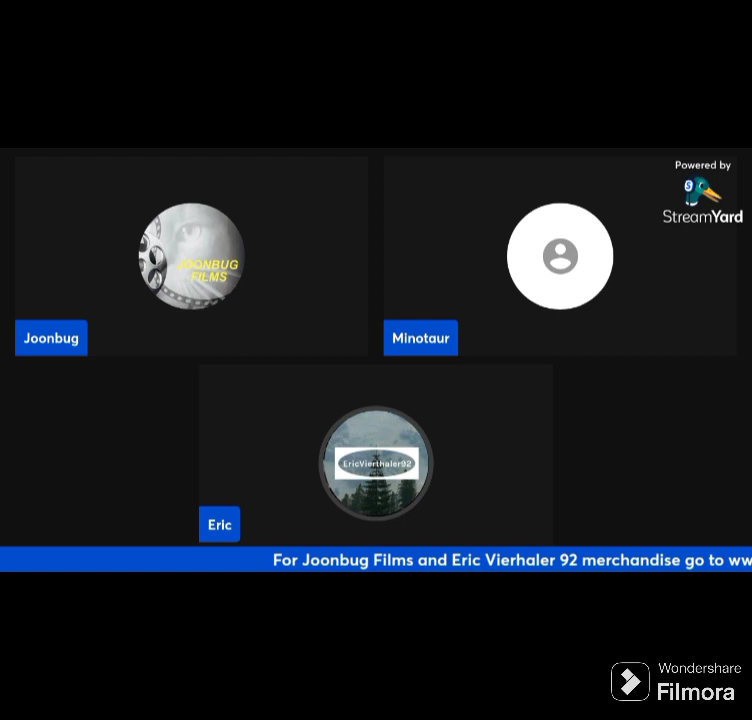 Powered by
StreamYard
JOONBUG
FILMS
Joonbug
Minotaur
EricVierthaler92
Eric
For Joonbug Films and Eric Vierhaler 92 merchandise go to ww
Wondershare
Filmora